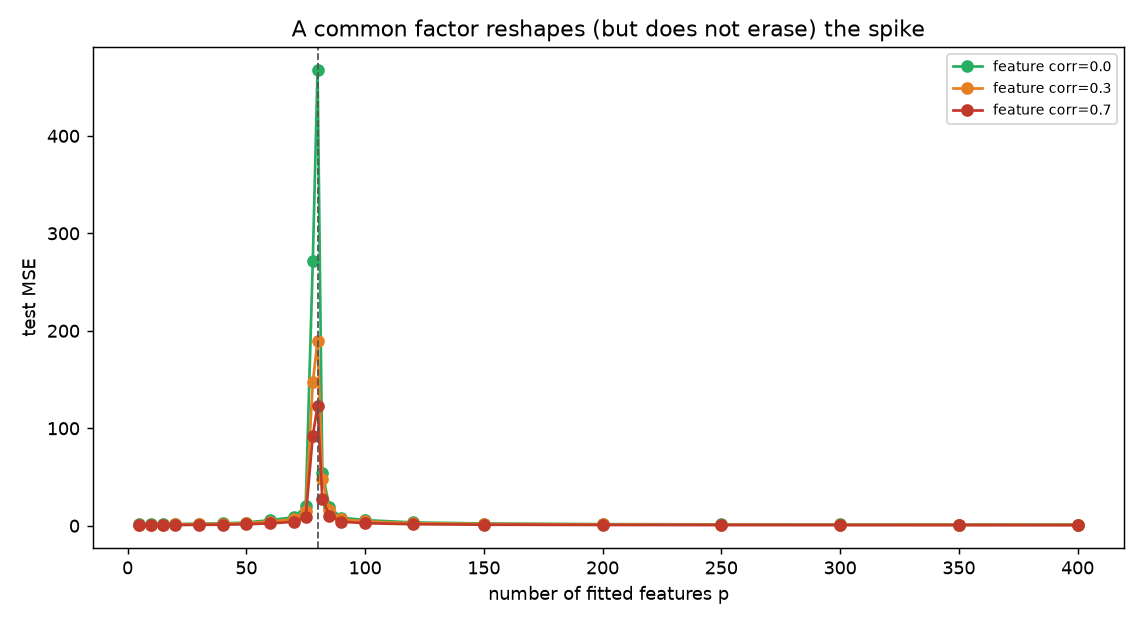 A common factor reshapes (but does not erase) the spike
feature corr=0.0
feature corr=0.3
feature corr=0.7
test MSE
400
300
200
100
0
0 50 100 150 200 250 300 350 400
number of fitted features p